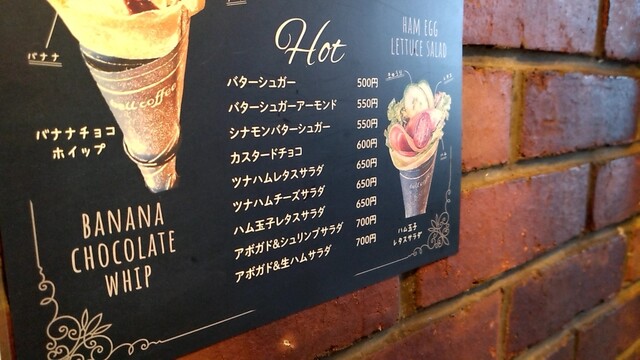 バナナ
Hot
HAM EGG
LETTUCE SALAD
coffee
バナナチョコ
ホイップ
BANANA
CHOCOLATE
WHIP
バターシュガー 500円
バターシュガーアーモンド 550円
シナモンバターシュガー 550円
カスタードチョコ 600円
ツナハムレタスサラダ 650円
ツナハムチーズサラダ 650円
ハム玉子レタスサラダ 650円
アボガド&シュリンプサラダ 700円
アボガド&生ハムサラダ 700円
ハム玉子
レタスサラダ